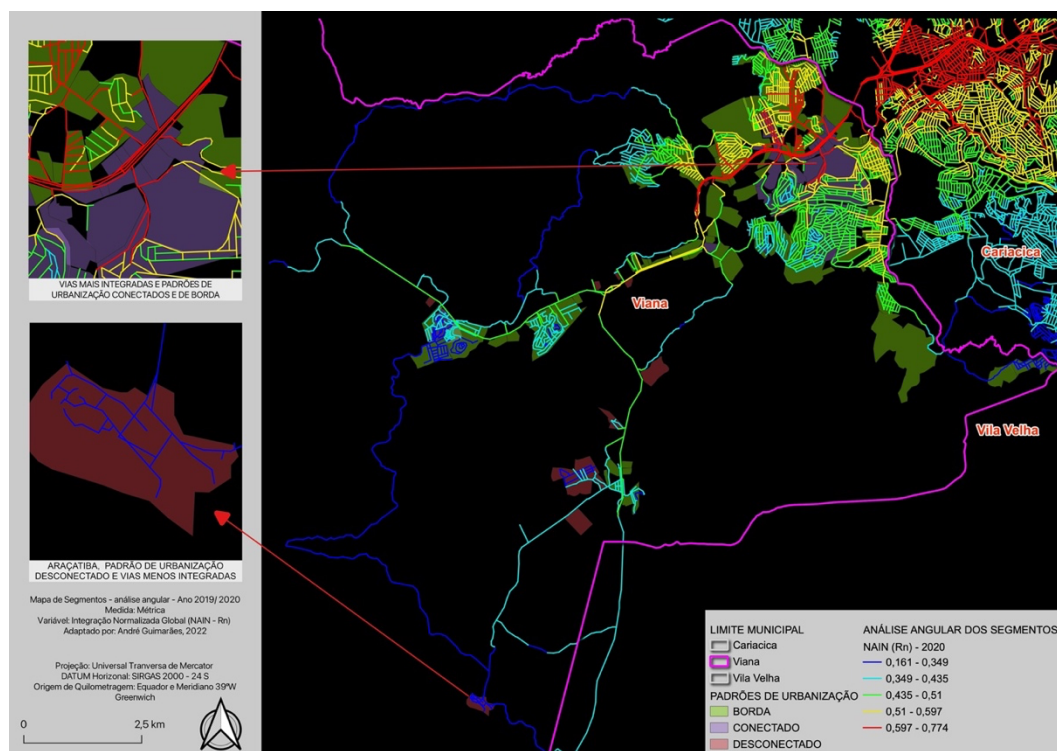 VIAS MAIS INTEGRADAS E PADRÕES DE
URBANIZAÇÃO CONECTADOS E DE BORDA
ARAÇATIBA, PADRÃO DE URBANIZAÇÃO
DESCONECTADO E VIAS MENOS INTEGRADAS
Mapa de Segmentos - análise angular - Ano 2019/ 2020
Medida: Métrica
Variável: Integração Normalizada Global (NAIN - Rn)
Adaptado por: André Guimarães, 2022
Projeção: Universal Tranversa de Mercator
DATUM Horizonal: SIRGAS 2000 - 24 S
Origem de Quilometragem: Equador e Meridiano 39ºW
Greenwich
0 2,5 km
Viana
Cariacica
Vila Velha
LIMITE MUNICIPAL
Cariacica
Viana
Vila Velha
PADRÕES DE URBANIZAÇÃO
BORDA
CONECTADO
DESCONECTADO
ANÁLISE ANGULAR DOS SEGMENTOS
NAIN (Rn) - 2020
0,161 - 0,349
0,349 - 0,435
0,435 - 0,51
0,51 - 0,597
0,597 - 0,774